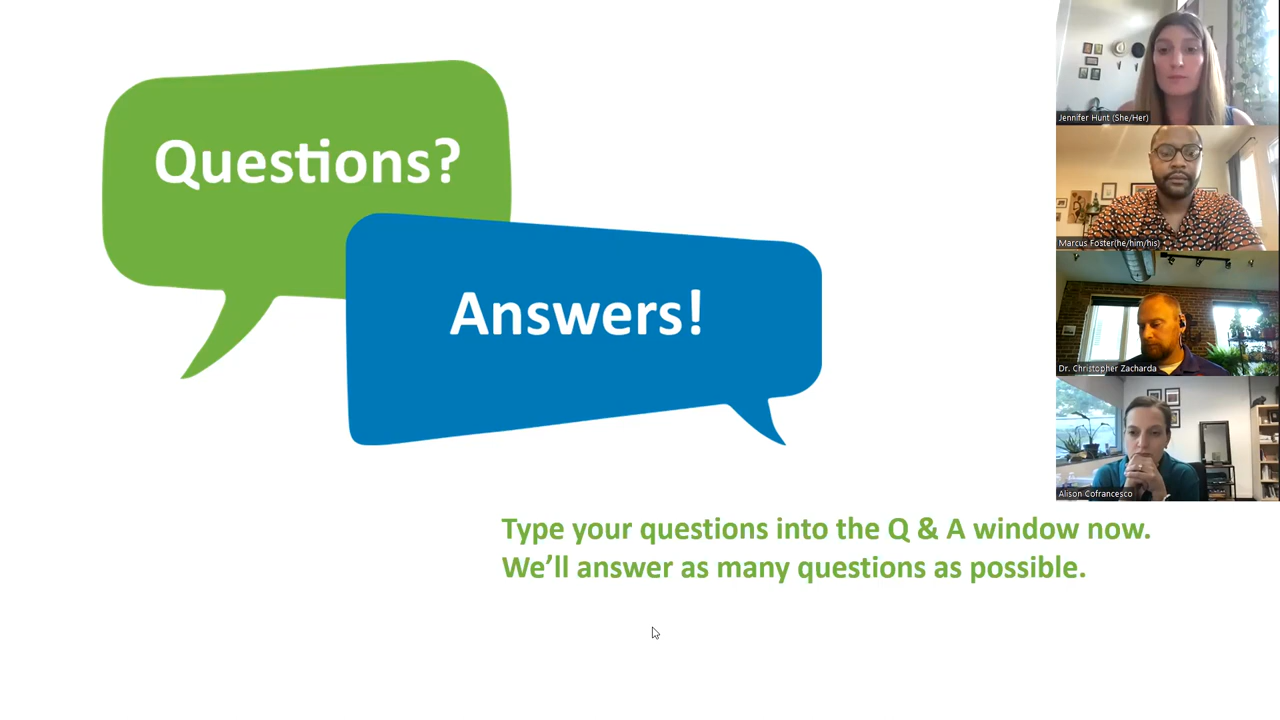 Questions?
Answers!
Type your questions into the Q & A window now.
We'll answer as many questions as possible.
Jennifer Hunt (She/Her)
Marcus Foster(he/him/his)
Dr. Christopher Zacharda
Alison Cofrancesco